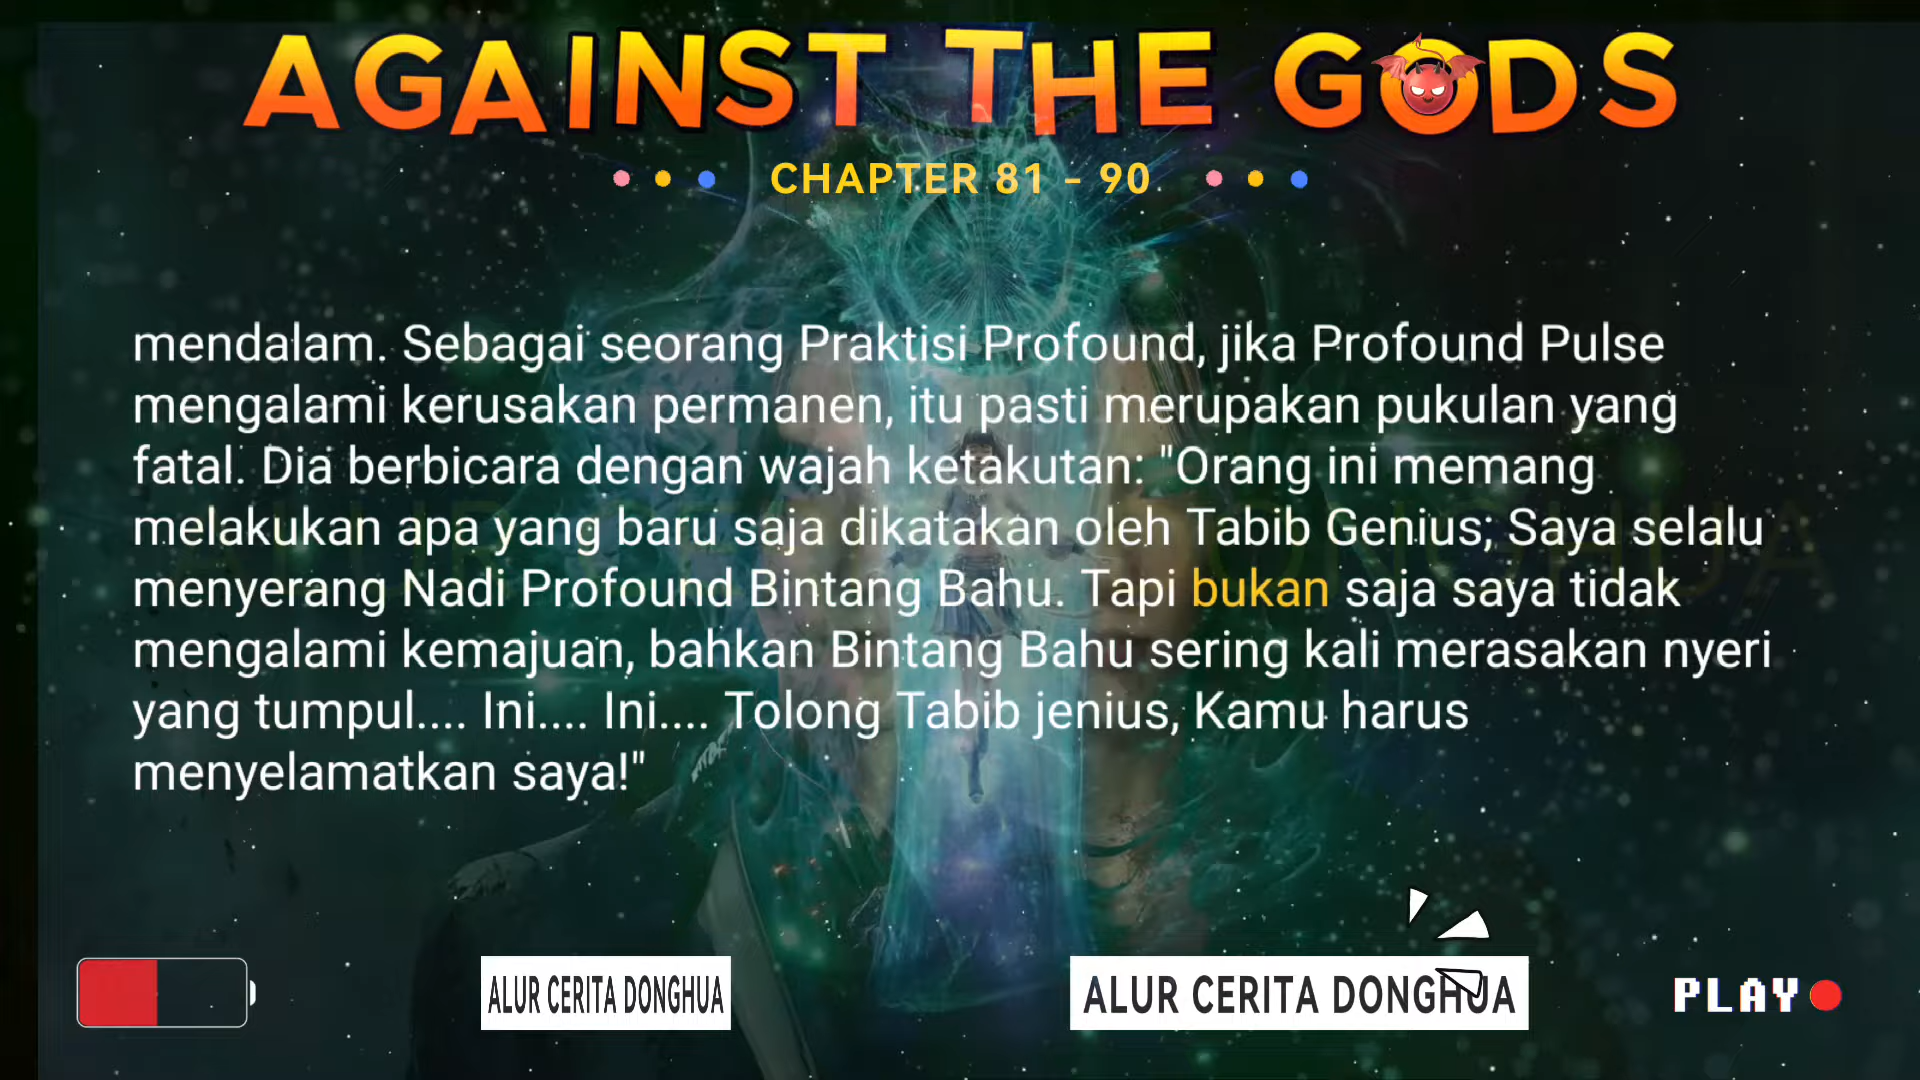 AGAINST THE GODS
CHAPTER 81 - 90
mendalam. Sebagai seorang Praktisi Profound, jika Profound Pulse
mengalami kerusakan permanen, itu pasti merupakan pukulan yang
fatal. Dia berbicara dengan wajah ketakutan: "Orang ini memang
melakukan apa yang baru saja dikatakan oleh Tabib Genius; Saya selalu
menyerang Nadi Profound Bintang Bahu. Tapi bukan saja saya tidak
mengalami kemajuan, bahkan Bintang Bahu sering kali merasakan nyeri
yang tumpul.... Ini.... Ini.... Tolong Tabib jenius, Kamu harus
menyelamatkan saya!"
ALUR CERITA DONGHUA
ALUR CERITA DONGHUA
PLAY